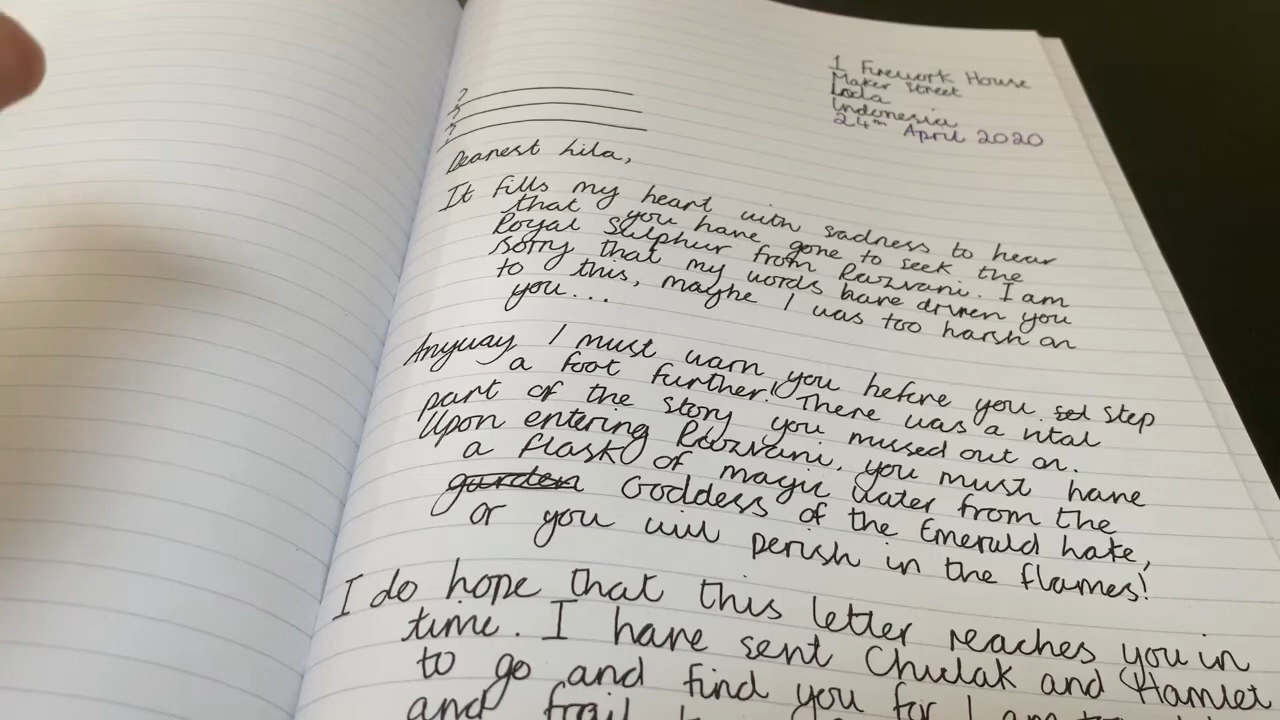 1 Firework House
Maker Street
Loda
Indonesia
24th April 2020
?
?
?
Dearest Lila,
It fills my heart with sadness to hear
that you have gone to seek the
Royal Sulphur from Razvani. I am
sorry that my words have driven you
to this, maybe I was too harsh on
you...
Anyway I must warn you before you set step
a foot further! There was a vital
part of the story you missed out on.
Upon entering Razvani, you must have
a flask of magic water from the
garden Goddess of the Emerald Lake,
or you will perish in the flames!
I do hope that this letter reaches you in
time. I have sent Chulak and Hamlet
to go and find you for I am
and frail